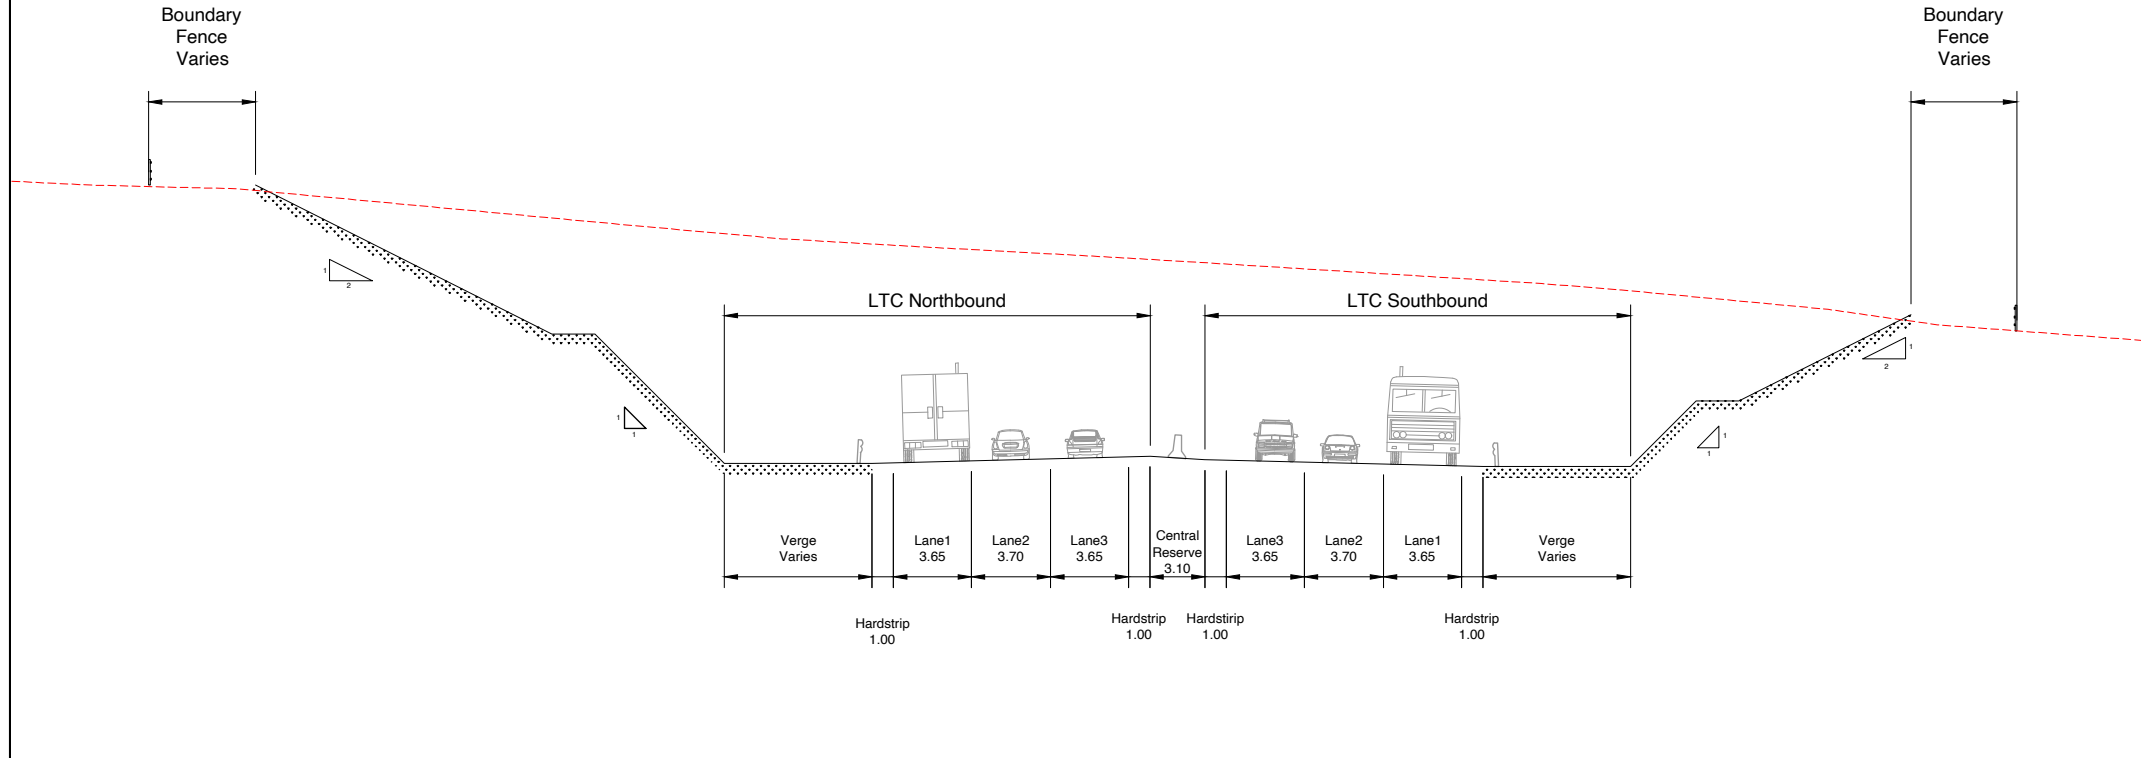 Boundary
Fence
Varies
Boundary
Fence
Varies
1
2
LTC Northbound
LTC Southbound
1
2
1
1
1
1
Verge
Varies
Lane1
3.65
Lane2
3.70
Lane3
3.65
Central
Reserve
3.10
Lane3
3.65
Lane2
3.70
Lane1
3.65
Verge
Varies
Hardstrip
1.00
Hardstrip
1.00
Hardstirip
1.00
Hardstrip
1.00